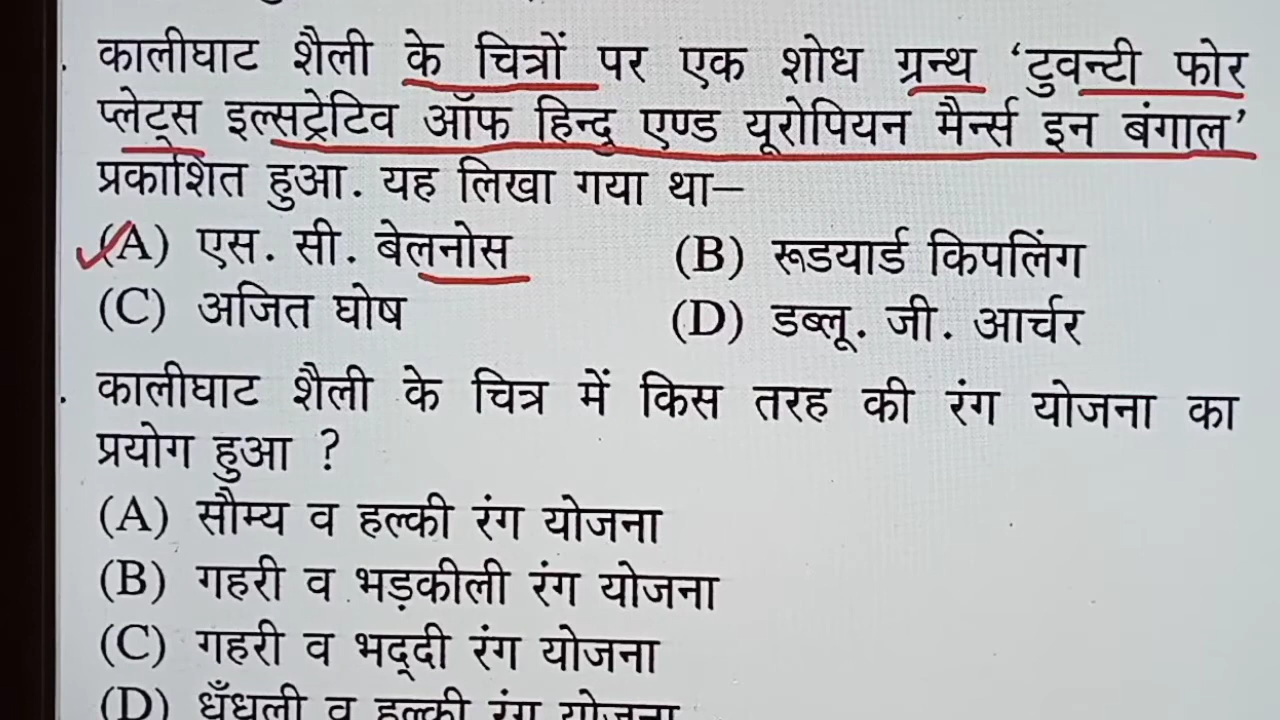 . कालीघाट शैली के चित्रों पर एक शोध ग्रन्थ ‘टुवन्टी फोर
प्लेट्स इल्सट्रेटिव ऑफ हिन्दु एण्ड यूरोपियन मैनर्स इन बंगाल’
प्रकाशित हुआ. यह लिखा गया था–
(A) एस. सी. बेलनोस (B) रूडयार्ड किपलिंग
(C) अजित घोष (D) डब्लू. जी. आर्चर
. कालीघाट शैली के चित्र में किस तरह की रंग योजना का
प्रयोग हुआ ?
(A) सौम्य व हल्की रंग योजना
(B) गहरी व भड़कीली रंग योजना
(C) गहरी व भद्दी रंग योजना
(D) धुँधली व हल्की रंग योजना